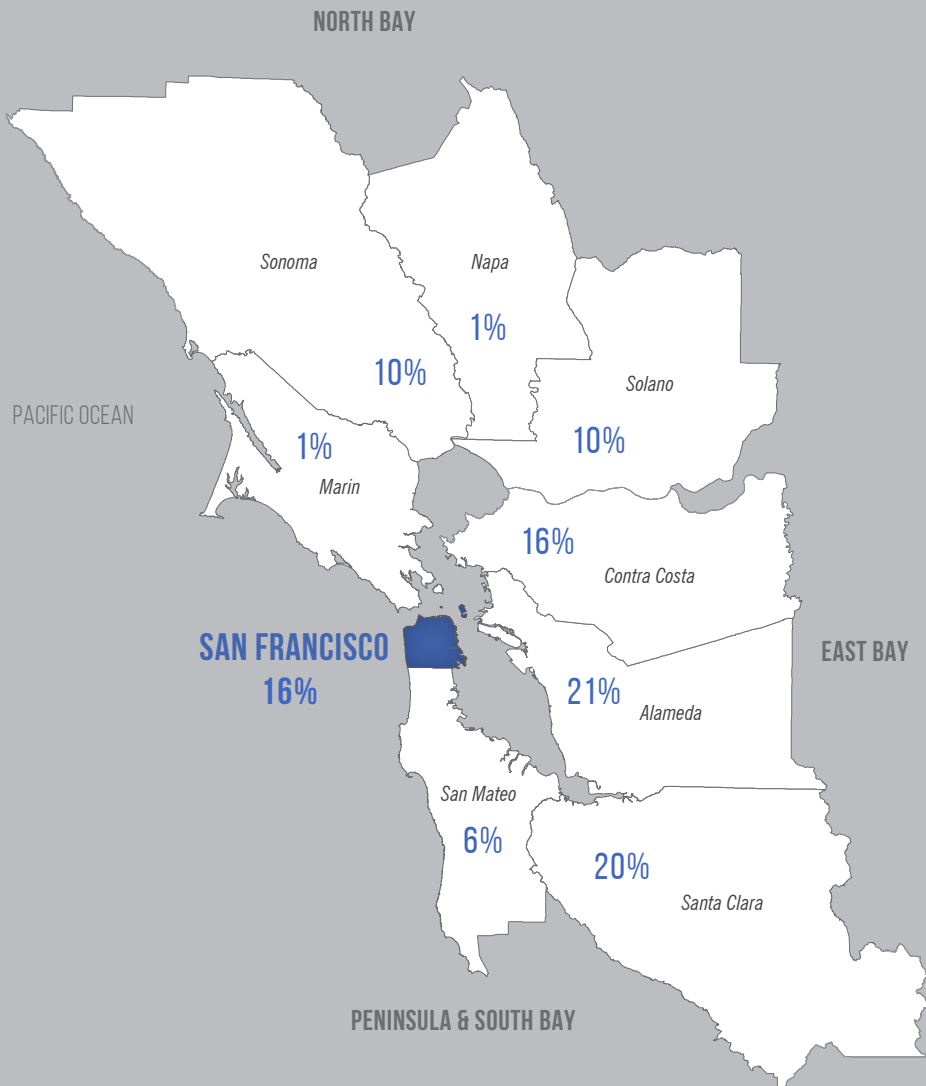 NORTH BAY
Sonoma
Napa
1%
10%
Solano
PACIFIC OCEAN
10%
1%
Marin
16%
Contra Costa
SAN FRANCISCO
16%
EAST BAY
21%
Alameda
San Mateo
6%
20%
Santa Clara
PENINSULA & SOUTH BAY